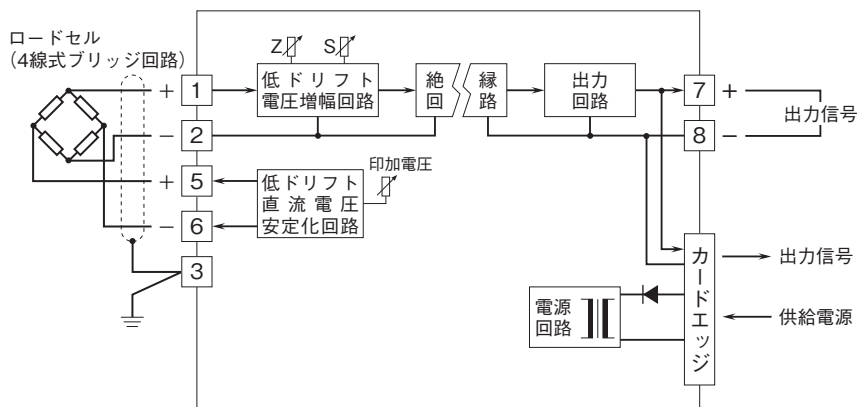 ロードセル
（4線式ブリッジ回路）
Z
S
＋ 1
低ドリフト
電圧増幅回路
絶 縁
回 路
出力
回路
7 ＋
出力信号
－ 2
8 －
＋ 5
低ドリフト
直流電圧
安定化回路
印加電圧
－ 6
3
カードエッジ
出力信号
電源
回路
供給電源